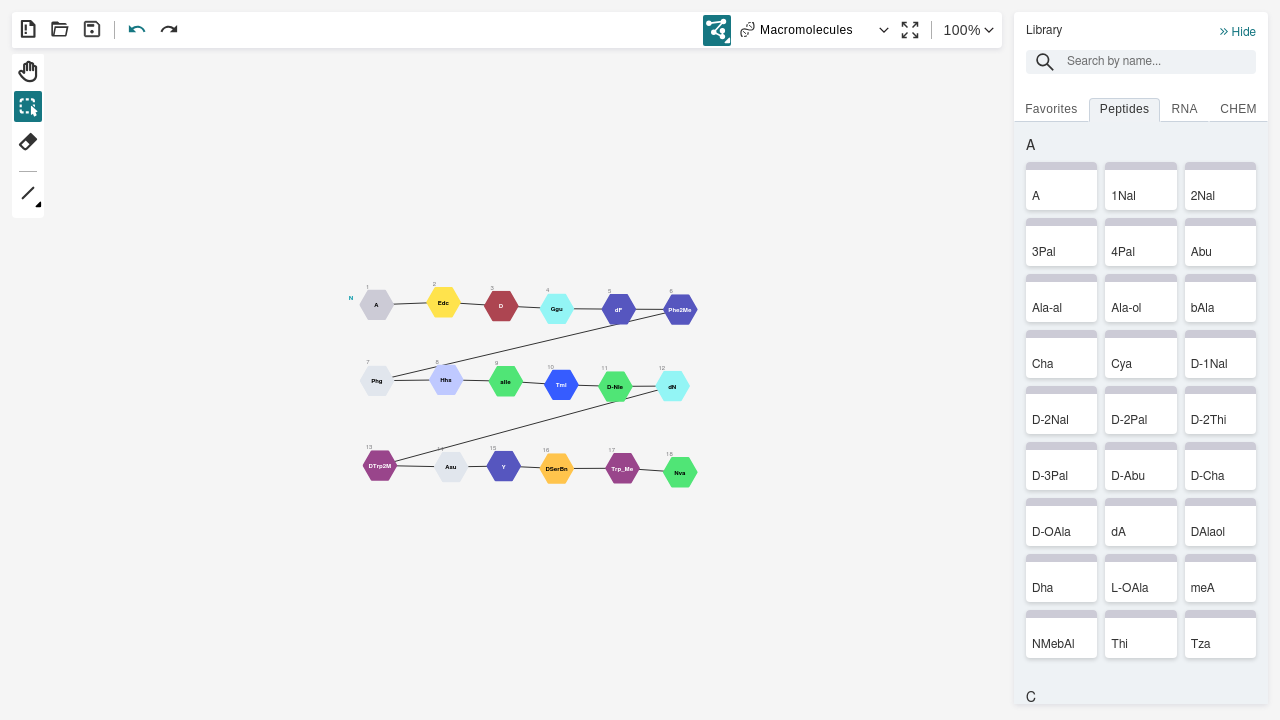 Macromolecules
100%
Library
Hide
Search by name...
Favorites Peptides RNA CHEM
A
A 1Nal 2Nal
3Pal 4Pal Abu
Ala-al Ala-ol bAla
Cha Cya D-1Nal
D-2Nal D-2Pal D-2Thi
D-3Pal D-Abu D-Cha
D-OAla dA DAlaol
Dha L-OAla meA
NMebAl Thi Tza
C
1 2 3 4 5 6
N A Edc D Ggu dF Phe2Me
7 8 9 10 11 12
Phg Hha aIle Tml D-Nle dN
13 14 15 16 17 18
DTrp2M Aau Y DSerBn Trp_Me Nva